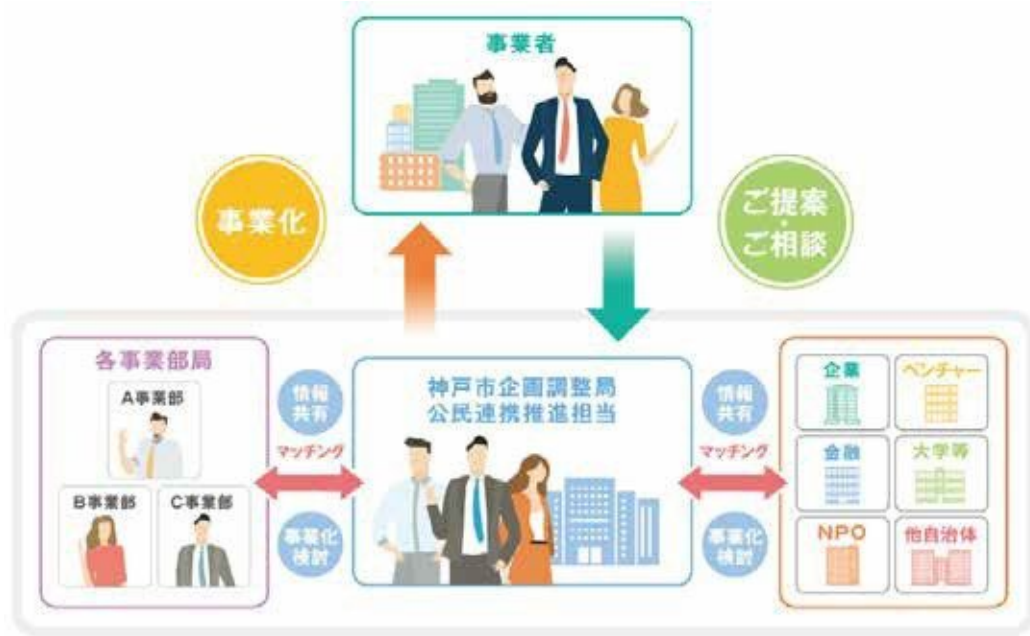 事業者
事業化
ご提案
・
ご相談
各事業部局
A事業部
B事業部
C事業部
情報
共有
マッチング
事業化
検討
神戸市企画調整局
公民連携推進担当
情報
共有
マッチング
事業化
検討
企業
ベンチャー
金融
大学等
NPO
他自治体